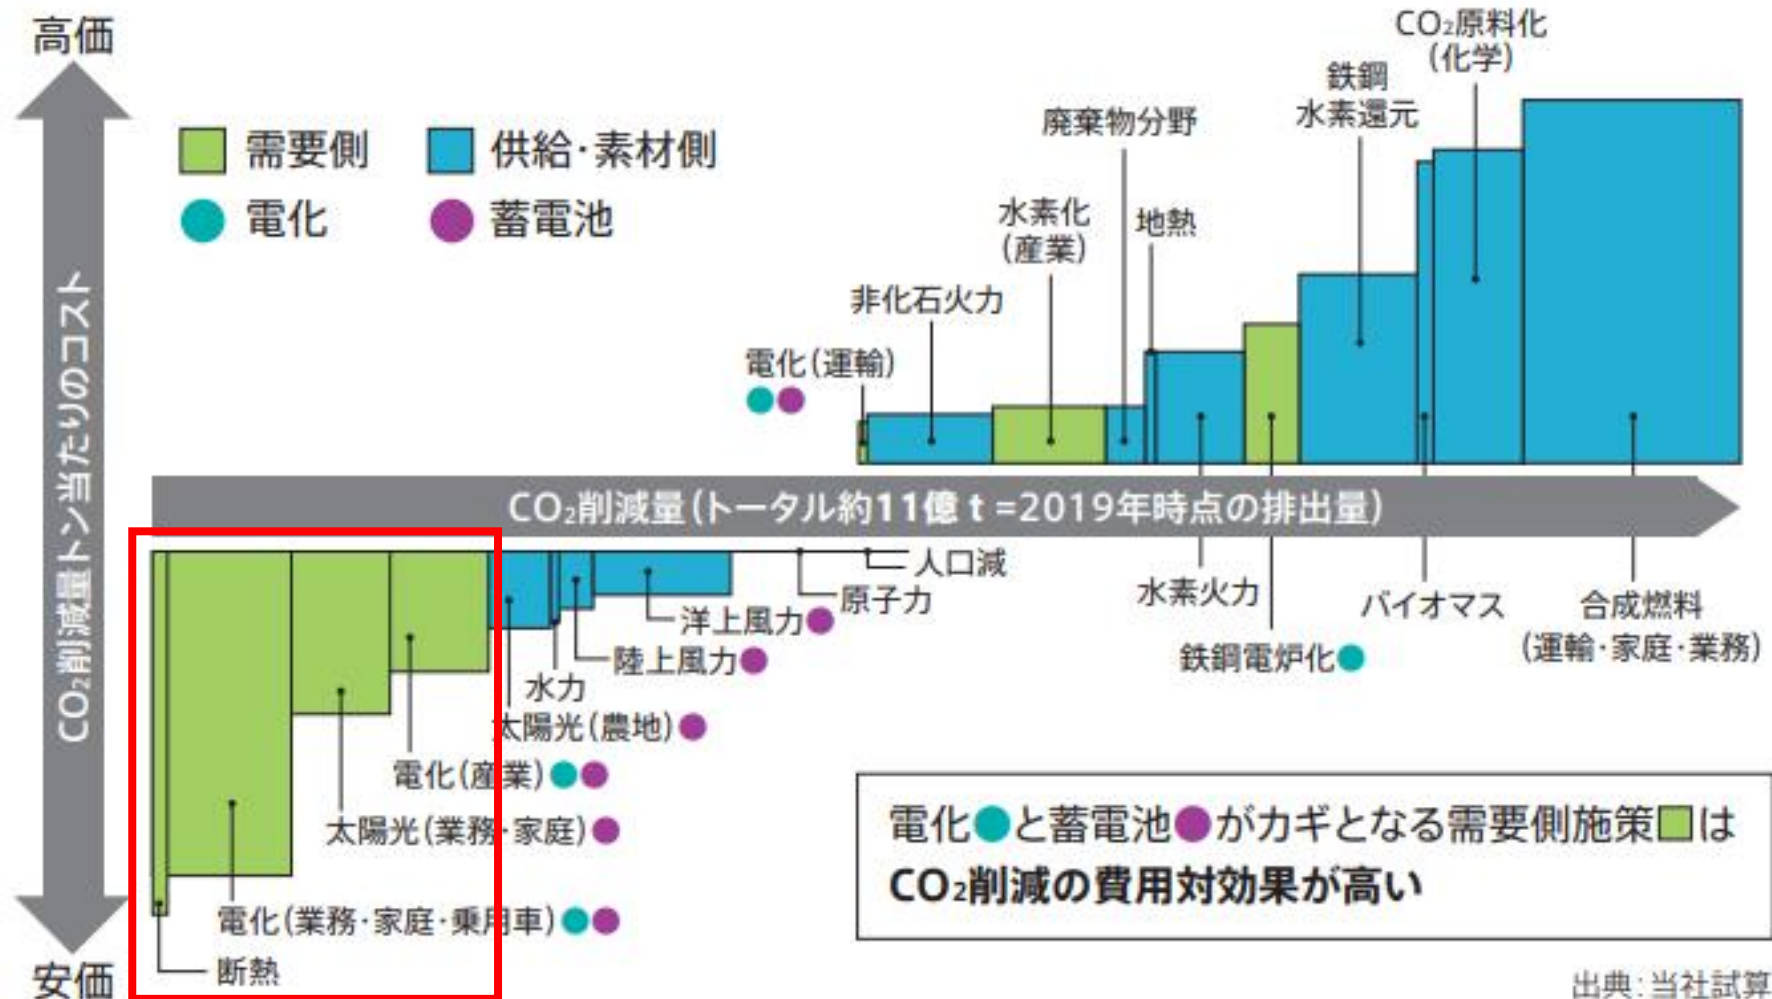 高価
CO₂削減量トン当たりのコスト
安価
需要側
供給・素材側
電化
蓄電池
電化（運輸）
非化石火力
水素化
（産業）
廃棄物分野
地熱
鉄鋼
水素還元
CO₂原料化
（化学）
CO₂削減量（トータル約11億 t =2019年時点の排出量）
人口減
原子力
洋上風力
陸上風力
水力
太陽光（農地）
電化（産業）
太陽光（業務・家庭）
電化（業務・家庭・乗用車）
断熱
水素火力
鉄鋼電炉化
バイオマス
合成燃料
（運輸・家庭・業務）
電化と蓄電池がカギとなる需要側施策は
CO₂削減の費用対効果が高い
出典：当社試算